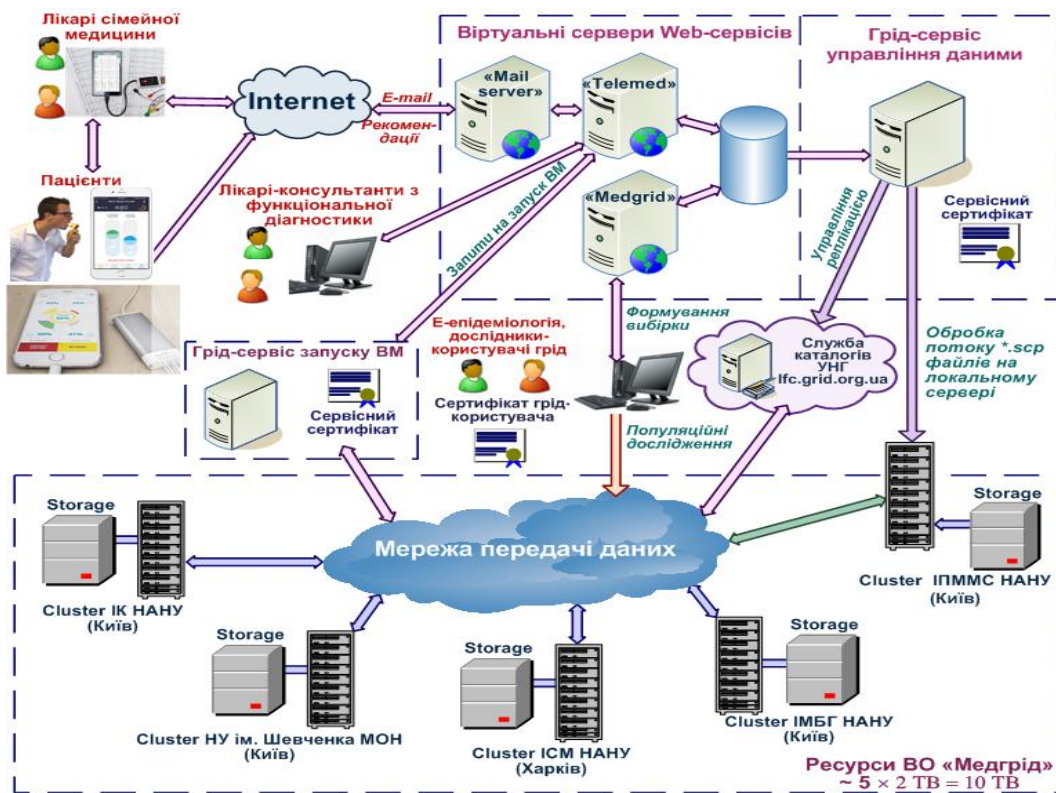 Лікарі сімейної
медицини
Internet
E-mail
Рекомен-
дації
Віртуальні сервери Web-сервісів
«Mail
server»
«Telemed»
«Medgrid»
Грід-сервіс
управління даними
Сервісний
сертифікат
Пацієнти
Лікарі-консультанти з
функціональної
діагностики
Запити на запуск ВМ
Управління
реплікацією
Формування
вибірки
Е-епідеміологія,
дослідники-
користувачі грід
Сертифікат грід-
користувача
Популяційні
дослідження
Служба
каталогів
УНГ
lfc.grid.org.ua
Обробка
потоку *.scp
файлів на
локальному
сервері
Грід-сервіс запуску ВМ
Сервісний
сертифікат
Мережа передачі даних
Storage
Cluster ІК НАНУ
(Київ)
Storage
Cluster НУ ім. Шевченка МОН
(Київ)
Storage
Cluster ІСМ НАНУ
(Харків)
Storage
Cluster ІМБГ НАНУ
(Київ)
Storage
Cluster ІПММС НАНУ
(Київ)
Ресурси ВО «Медгрід»
~ 5 × 2 TB = 10 TB